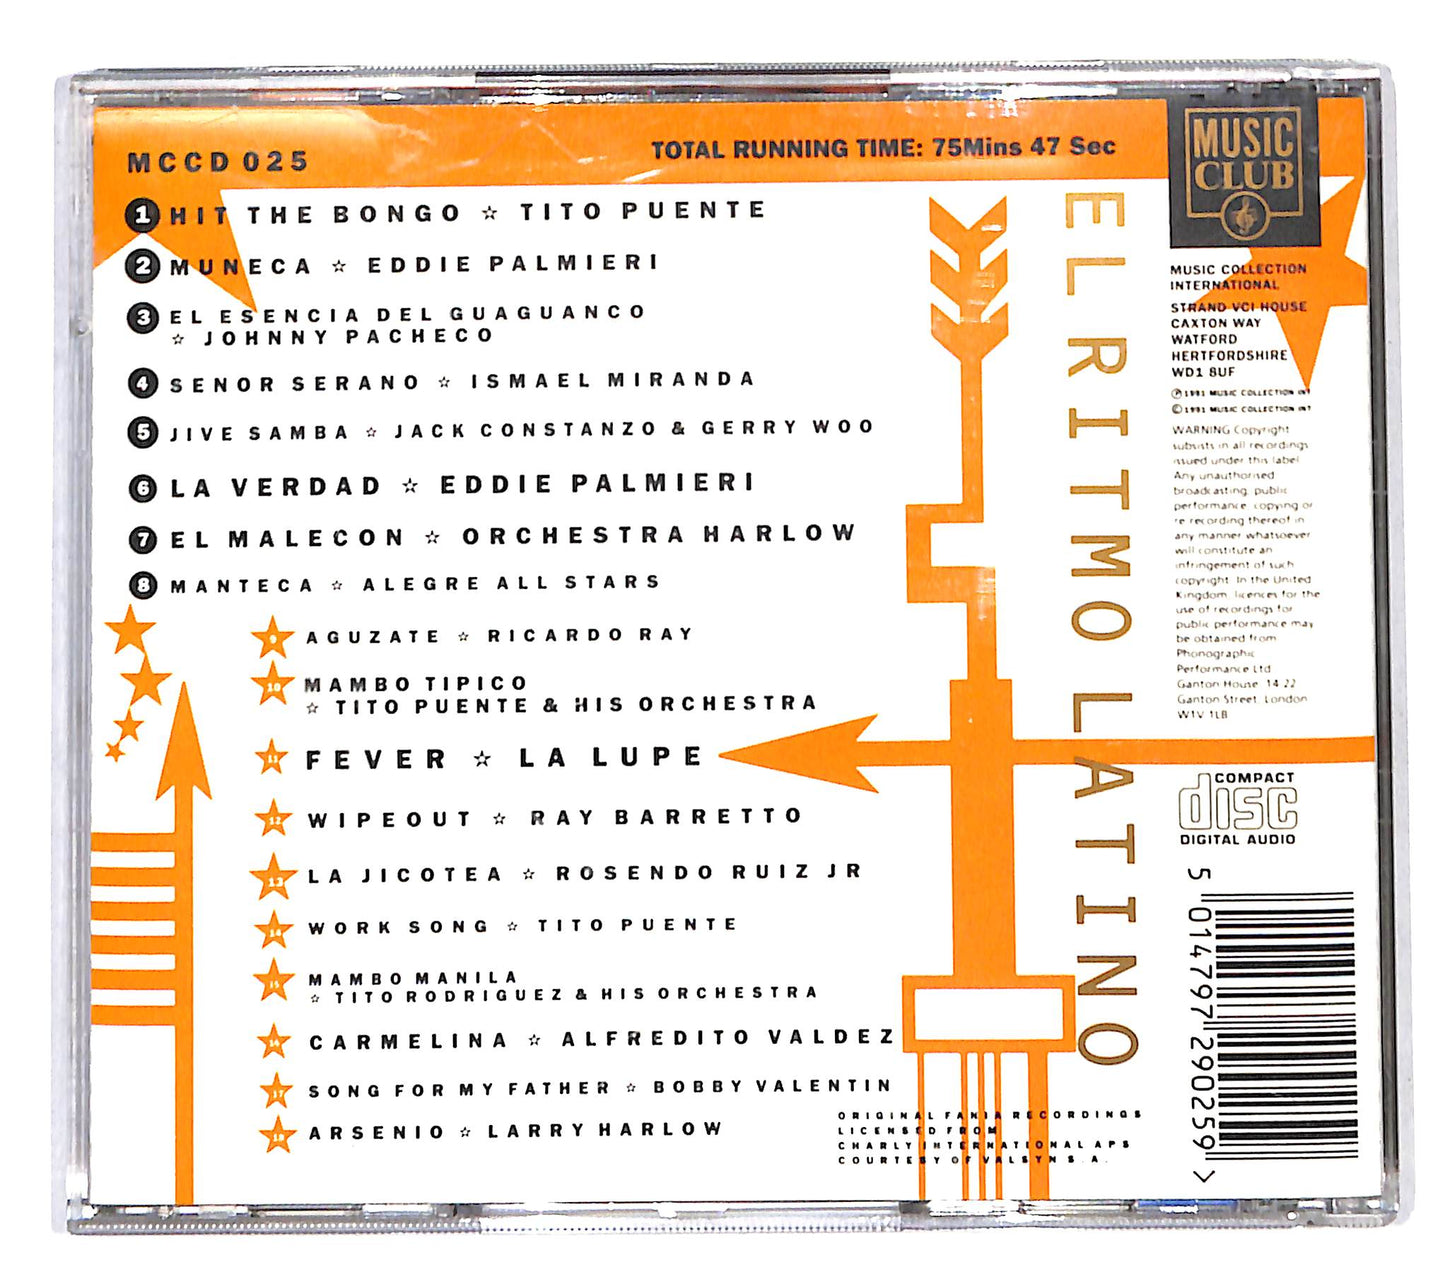 MCCD 025
TOTAL RUNNING TIME: 75Mins 47 Sec
1 HIT THE BONGO ☆ TITO PUENTE
2 MUNECA ☆ EDDIE PALMIERI
3 EL ESENCIA DEL GUAGUANCO
☆ JOHNNY PACHECO
4 SENOR SERANO ☆ ISMAEL MIRANDA
5 JIVE SAMBA ☆ JACK CONSTANZO & GERRY WOO
6 LA VERDAD ☆ EDDIE PALMIERI
7 EL MALECON ☆ ORCHESTRA HARLOW
8 MANTECA ☆ ALEGRE ALL STARS
9 AGUZATE ☆ RICARDO RAY
10 MAMBO TIPICO
☆ TITO PUENTE & HIS ORCHESTRA
11 FEVER ☆ LA LUPE
12 WIPEOUT ☆ RAY BARRETTO
13 LA JICOTEA ☆ ROSENDO RUIZ JR
14 WORK SONG ☆ TITO PUENTE
15 MAMBO MANILA
☆ TITO RODRIGUEZ & HIS ORCHESTRA
16 CARMELINA ☆ ALFREDITO VALDEZ
17 SONG FOR MY FATHER ☆ BOBBY VALENTIN
18 ARSENIO ☆ LARRY HARLOW
ORIGINAL FANIA RECORDINGS
LICENSED FROM
CHARLY INTERNATIONAL APS
COURTESY OF VALSYN S.A.
EL RITMO LATINO
MUSIC
CLUB
MUSIC COLLECTION
INTERNATIONAL
STRAND VCI HOUSE
CAXTON WAY
WATFORD
HERTFORDSHIRE
WD1 8UF
Ⓟ 1991 MUSIC COLLECTION INT
© 1991 MUSIC COLLECTION INT
WARNING Copyright
subsists in all recordings
issued under this label
Any unauthorised
broadcasting, public
performance, copying or
re recording thereof in
any manner whatsoever
will constitute an
infringement of such
copyright. In the United
Kingdom, licences for the
use of recordings for
public performance may
be obtained from
Phonographic
Performance Ltd
Ganton House, 14 22
Ganton Street, London
W1V 1LB
COMPACT
disc
DIGITAL AUDIO
5 014797 290259 >